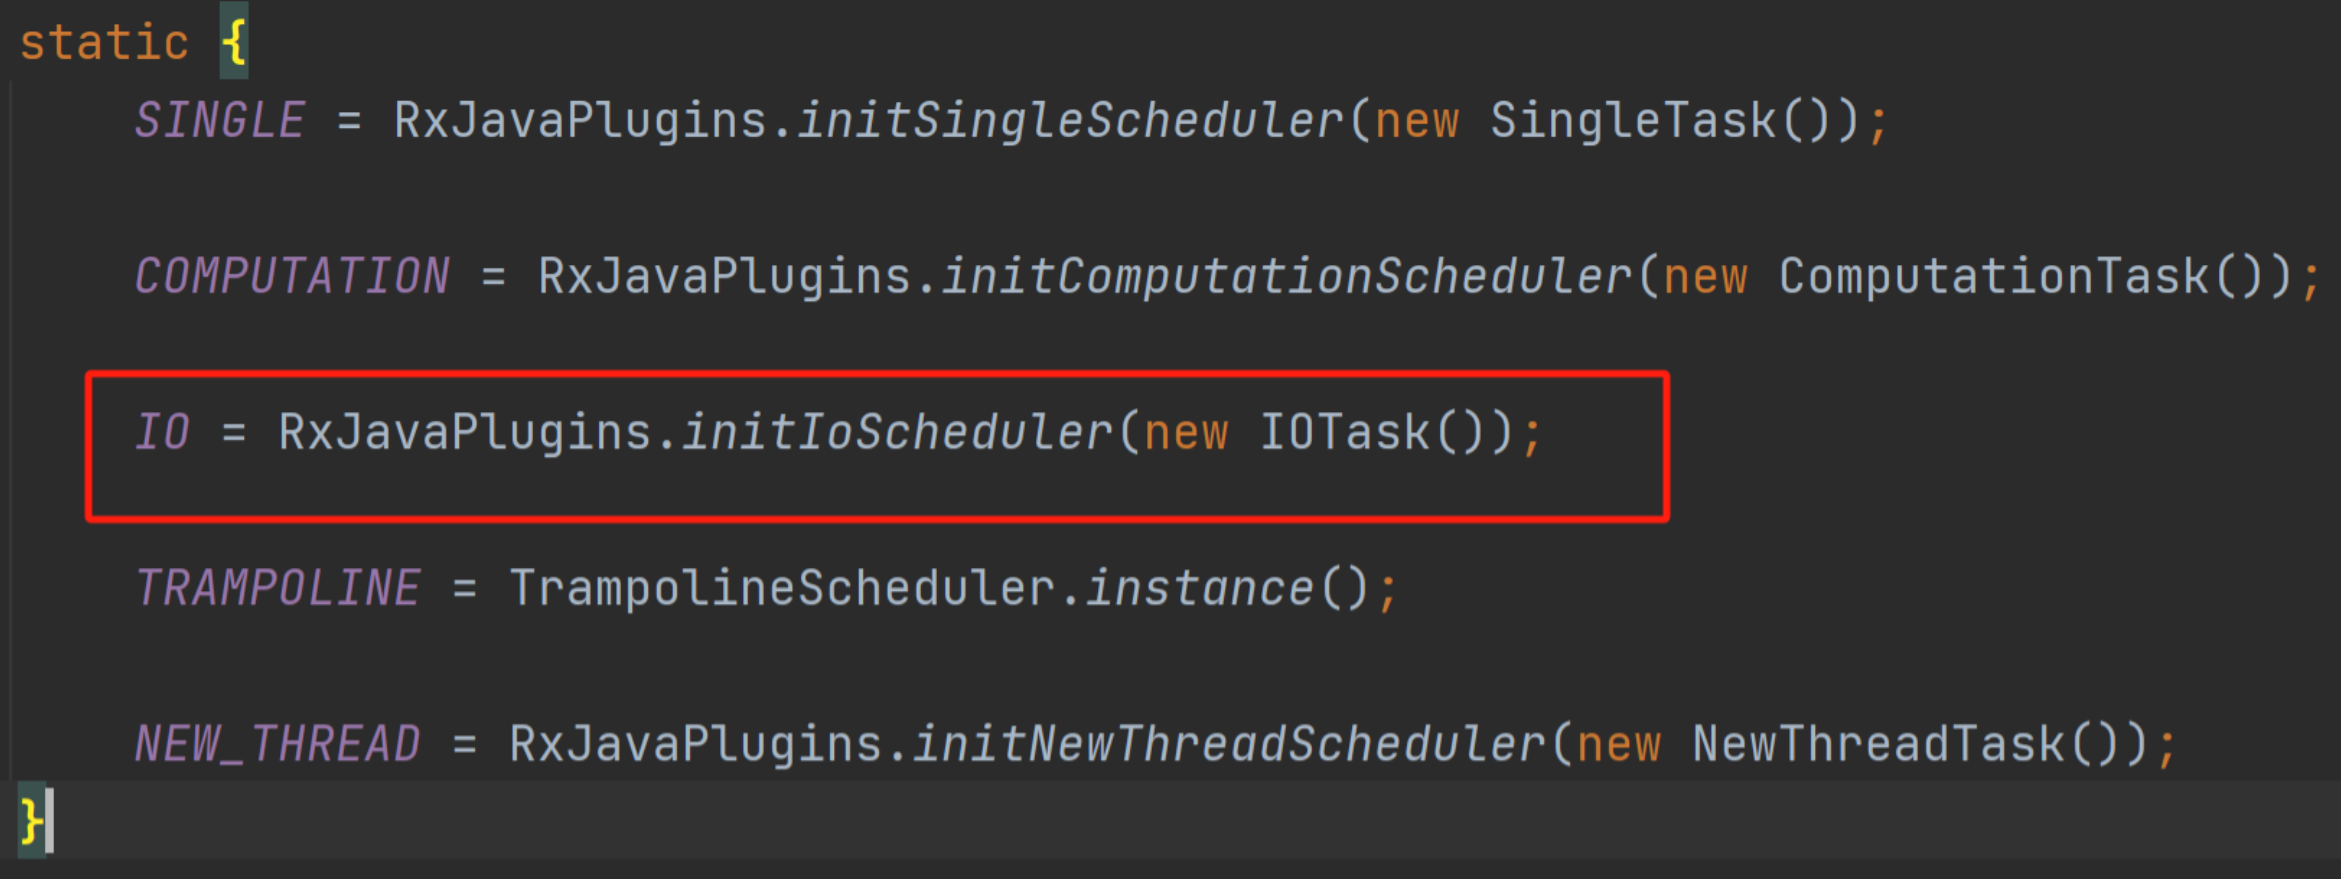 static {
SINGLE = RxJavaPlugins.initSingleScheduler(new SingleTask());
COMPUTATION = RxJavaPlugins.initComputationScheduler(new ComputationTask());
IO = RxJavaPlugins.initIoScheduler(new IOTask());
TRAMPOLINE = TrampolineScheduler.instance();
NEW_THREAD = RxJavaPlugins.initNewThreadScheduler(new NewThreadTask());
}